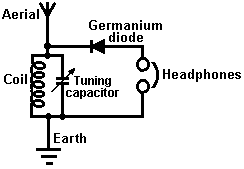 Aerial
Germanium
diode
Coil
Tuning
capacitor
Headphones
Earth